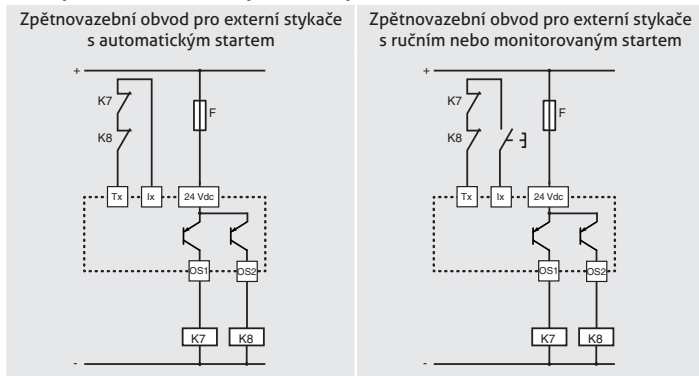 Zpětnovazební obvod pro externí stykače
s automatickým startem
+
K7
K8
F
Tx
Ix
24 Vdc
OS1
OS2
K7
K8
-
Zpětnovazební obvod pro externí stykače
s ručním nebo monitorovaným startem
+
K7
K8
F
Tx
Ix
24 Vdc
OS1
OS2
K7
K8
-